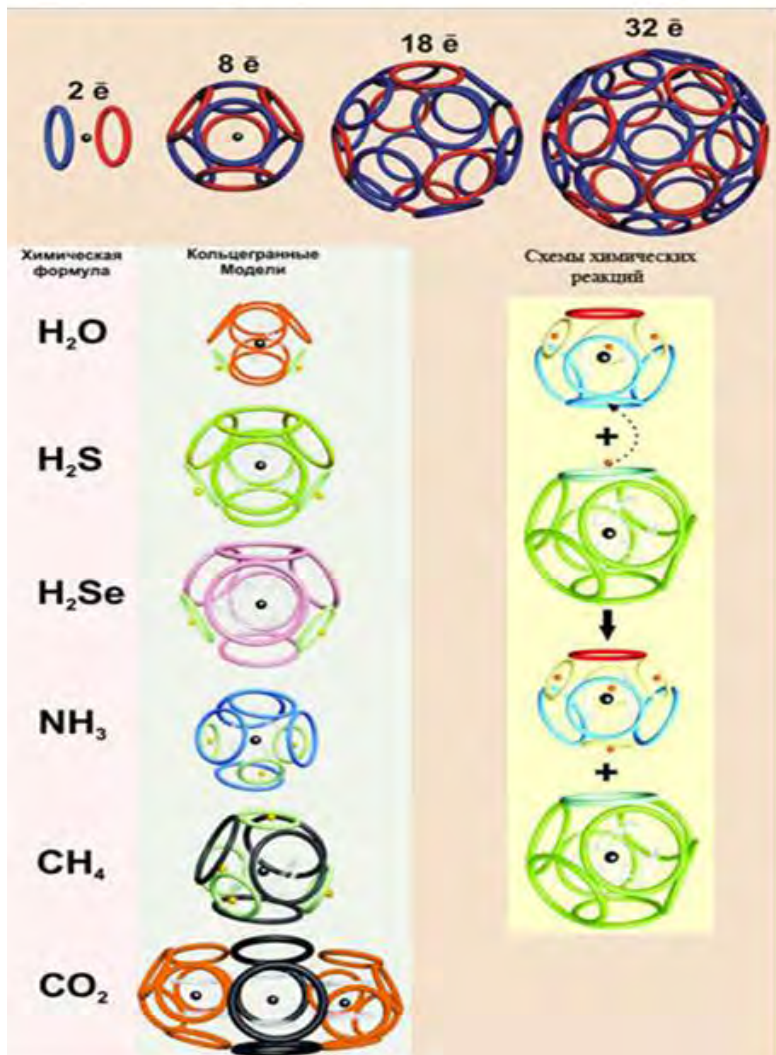 2 ē
8 ē
18 ē
32 ē
Химическая
формула
Кольцегранные
Модели
Схемы химических
реакций
H₂O
+
H₂S
H₂Se
NH₃
+
CH₄
CO₂